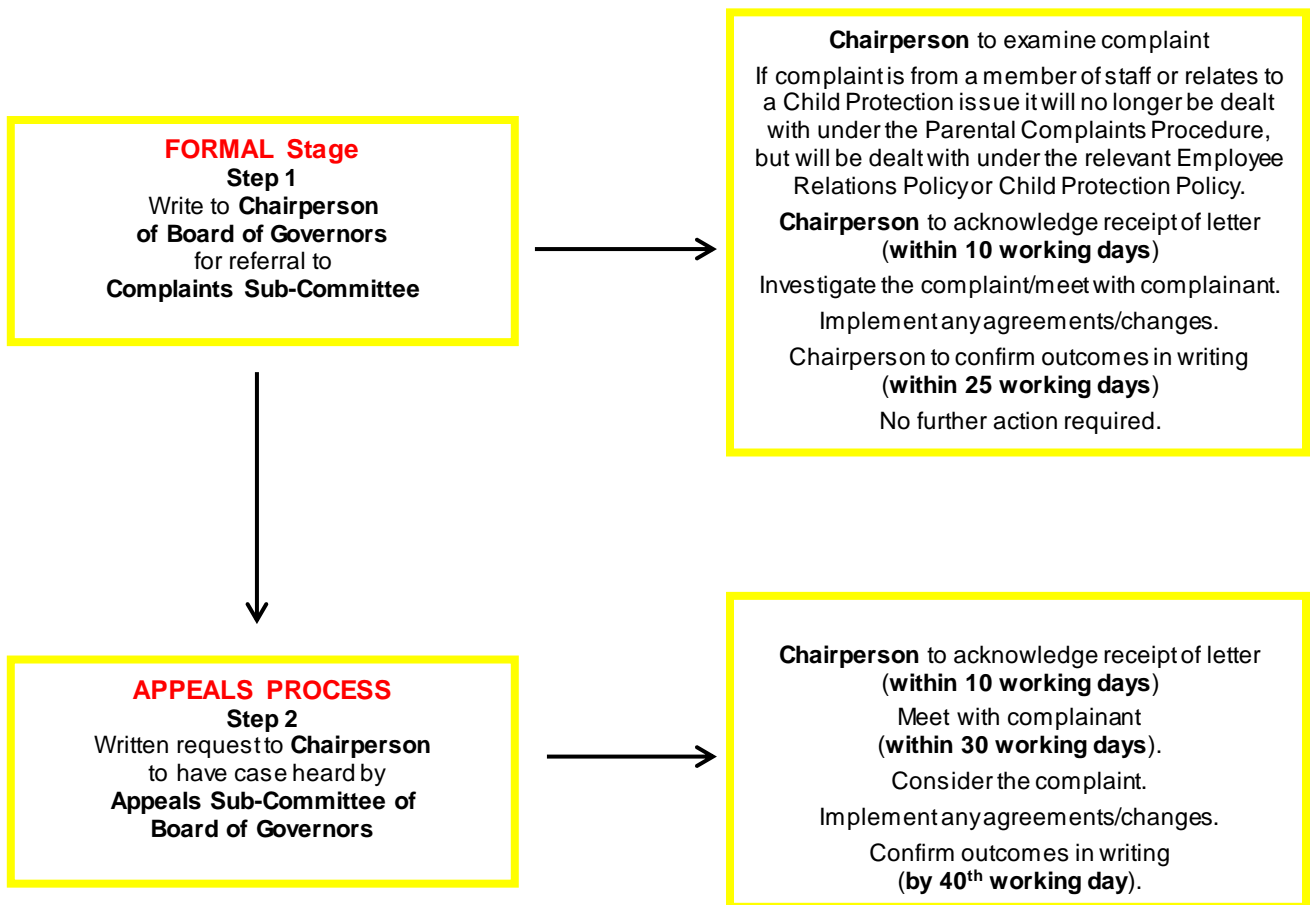 FORMAL Stage
Step 1
Write to Chairperson
of Board of Governors
for referral to
Complaints Sub-Committee
Chairperson to examine complaint
If complaint is from a member of staff or relates to
a Child Protection issue it will no longer be dealt
with under the Parental Complaints Procedure,
but will be dealt with under the relevant Employee
Relations Policy or Child Protection Policy.
Chairperson to acknowledge receipt of letter
(within 10 working days)
Investigate the complaint/meet with complainant.
Implement any agreements/changes.
Chairperson to confirm outcomes in writing
(within 25 working days)
No further action required.
APPEALS PROCESS
Step 2
Written request to Chairperson
to have case heard by
Appeals Sub-Committee of
Board of Governors
Chairperson to acknowledge receipt of letter
(within 10 working days)
Meet with complainant
(within 30 working days).
Consider the complaint.
Implement any agreements/changes.
Confirm outcomes in writing
(by 40th working day).